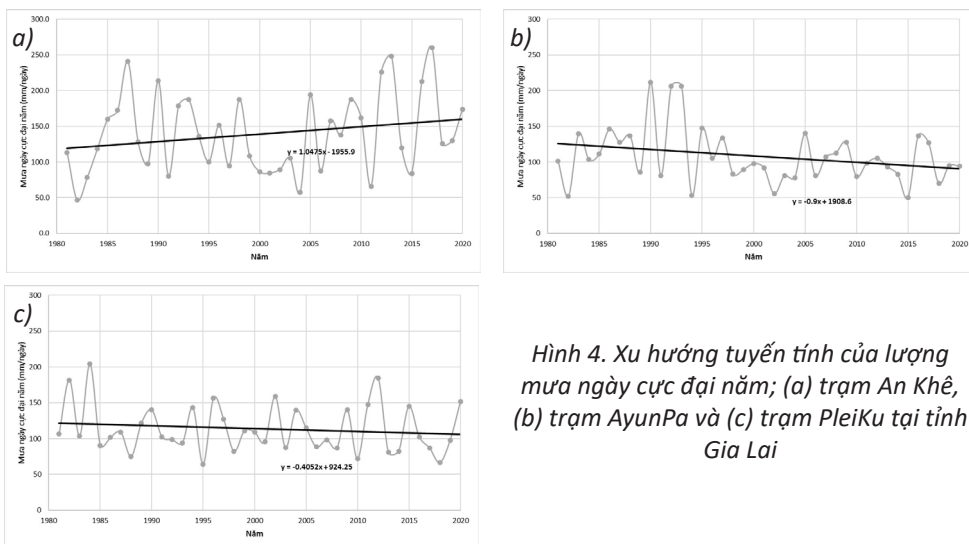 a)
Mưa ngày cực đại năm (mm/ngày)
300.0
250.0
200.0
150.0
100.0
50.0
0.0
y = 1.0475x - 1955.9
1980 1985 1990 1995 2000 2005 2010 2015 2020
Năm
b)
Mưa ngày cực đại năm (mm/ngày)
300
250
200
150
100
50
0
y = -0.9x + 1908.6
1980 1985 1990 1995 2000 2005 2010 2015 2020
Năm
c)
Mưa ngày cực đại năm (mm/ngày)
300
250
200
150
100
50
0
y = -0.4052x + 924.25
1980 1985 1990 1995 2000 2005 2010 2015 2020
Năm
Hình 4. Xu hướng tuyến tính của lượng
mưa ngày cực đại năm; (a) trạm An Khê,
(b) trạm AyunPa và (c) trạm PleiKu tại tỉnh
Gia Lai